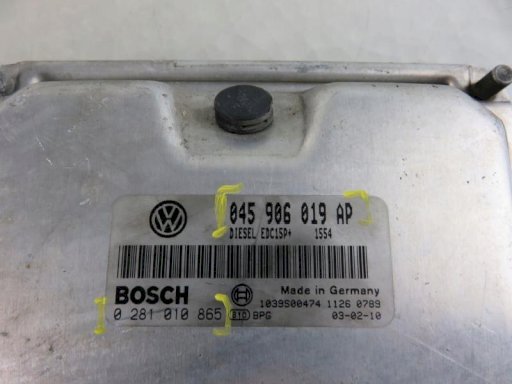 045 906 019 AP
DIESEL EDC15P+ 1554
BOSCH
Made in Germany
1039S00474 1126 0789
0 281 010 865 BPG 03-02-10